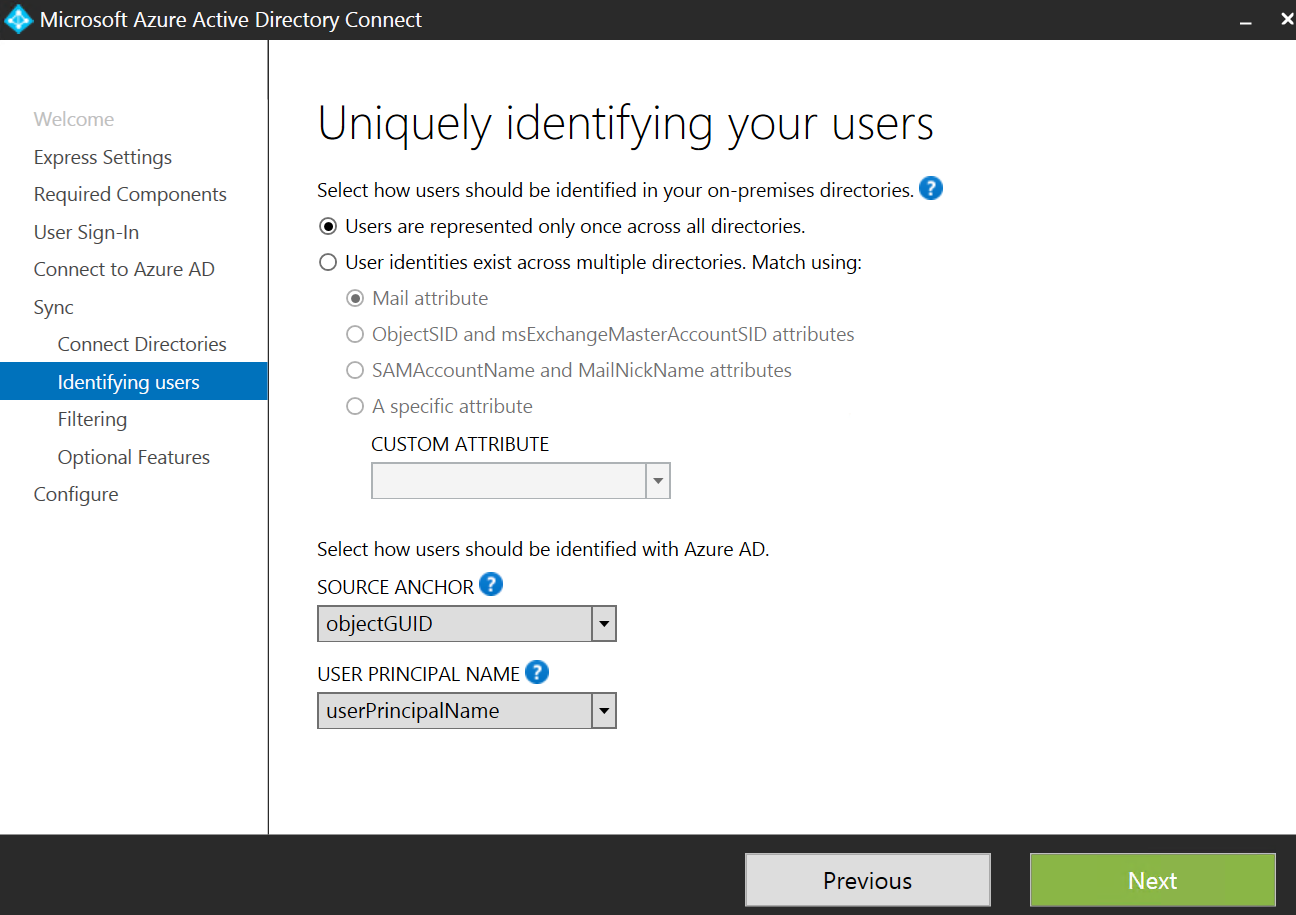 Microsoft Azure Active Directory Connect
Welcome
Express Settings
Required Components
User Sign-In
Connect to Azure AD
Sync
Connect Directories
Identifying users
Filtering
Optional Features
Configure
Uniquely identifying your users
Select how users should be identified in your on-premises directories. ?
Users are represented only once across all directories.
User identities exist across multiple directories. Match using:
Mail attribute
ObjectSID and msExchangeMasterAccountSID attributes
SAMAccountName and MailNickName attributes
A specific attribute
CUSTOM ATTRIBUTE
Select how users should be identified with Azure AD.
SOURCE ANCHOR ?
objectGUID
USER PRINCIPAL NAME ?
userPrincipalName
Previous
Next